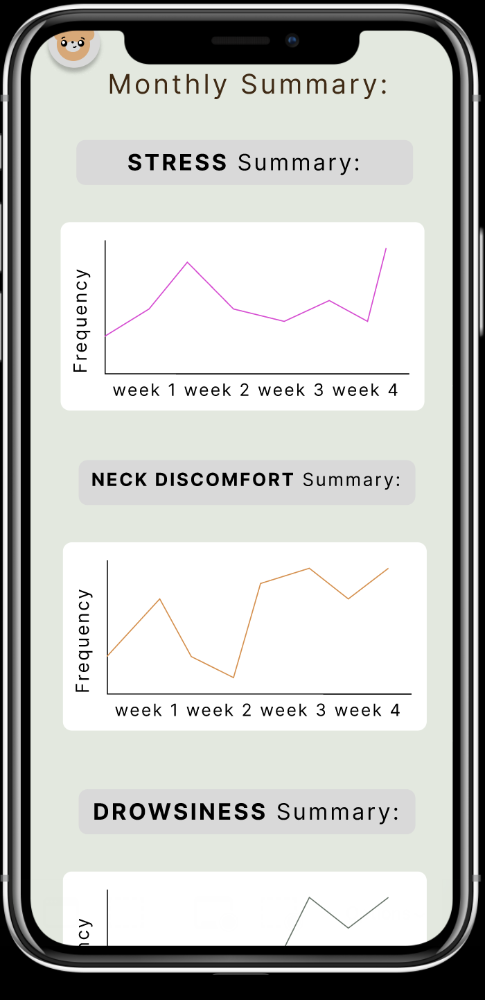 Monthly Summary:
STRESS Summary:
Frequency
week 1 week 2 week 3 week 4
NECK DISCOMFORT Summary:
Frequency
week 1 week 2 week 3 week 4
DROWSINESS Summary:
ncy